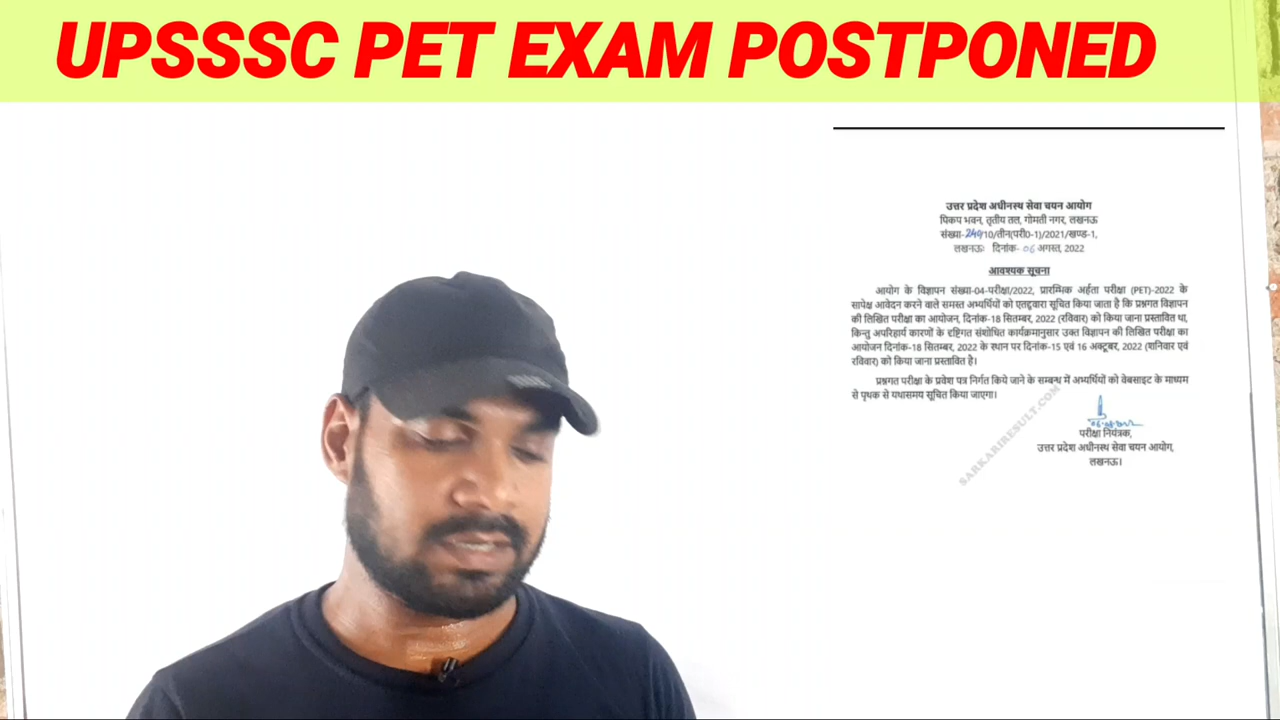 UPSSSC PET EXAM POSTPONED
उत्तर प्रदेश अधीनस्थ सेवा चयन आयोग
पिकप भवन, तृतीय तल, गोमती नगर, लखनऊ
संख्या-240/10/तीन(परी0-1)/2021/खण्ड-1,
लखनऊः दिनांक- 06 अगस्त, 2022
आवश्यक सूचना
आयोग के विज्ञापन संख्या-04-परीक्षा/2022, प्रारम्भिक अर्हता परीक्षा (PET)-2022 के
सापेक्ष आवेदन करने वाले समस्त अभ्यर्थियों को एतद्द्वारा सूचित किया जाता है कि प्रश्नगत विज्ञापन
की लिखित परीक्षा का आयोजन, दिनांक-18 सितम्बर, 2022 (रविवार) को किया जाना प्रस्तावित था,
किन्तु अपरिहार्य कारणों के दृष्टिगत संशोधित कार्यक्रमानुसार उक्त विज्ञापन की लिखित परीक्षा का
आयोजन दिनांक-18 सितम्बर, 2022 के स्थान पर दिनांक-15 एवं 16 अक्टूबर, 2022 (शनिवार एवं
रविवार) को किया जाना प्रस्तावित है।
प्रश्नगत परीक्षा के प्रवेश पत्र निर्गत किये जाने के सम्बन्ध में अभ्यर्थियों को वेबसाइट के माध्यम
से पृथक से यथासमय सूचित किया जाएगा।
परीक्षा नियंत्रक,
उत्तर प्रदेश अधीनस्थ सेवा चयन आयोग,
लखनऊ।
SARKARIRESULT.COM